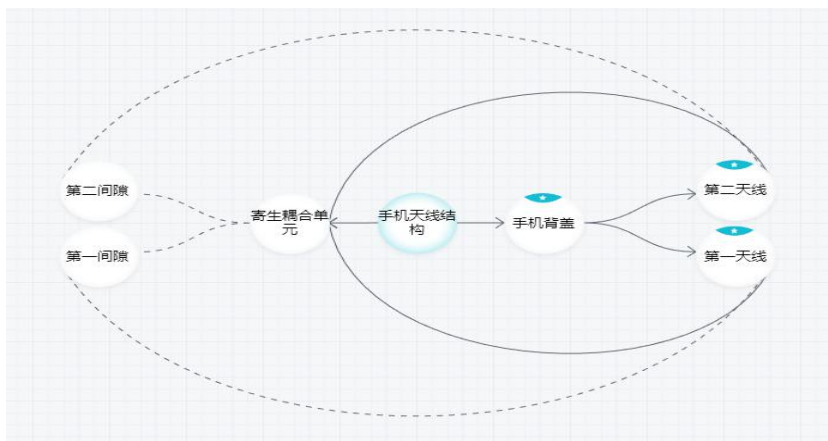 第二间隙
第一间隙
寄生耦合单
元
手机天线结
构
手机背盖
第二天线
第一天线